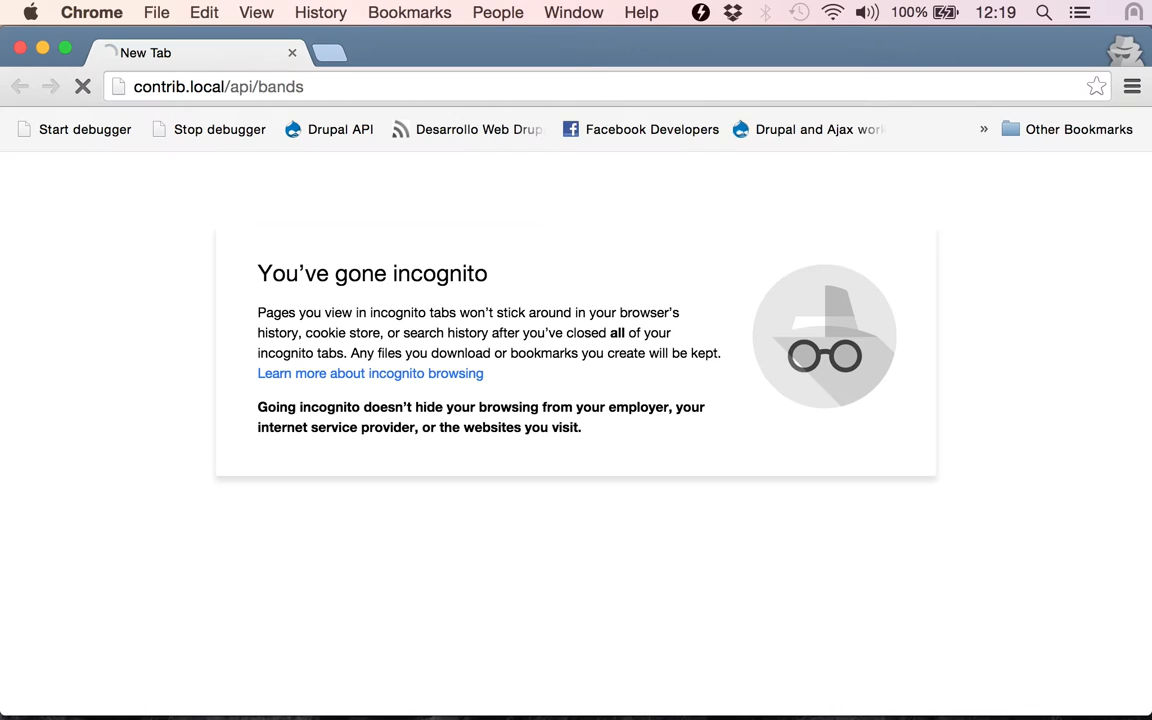 Chrome File Edit View History Bookmarks People Window Help 100% 12:19
New Tab
contrib.local/api/bands
Start debugger Stop debugger Drupal API Desarrollo Web Drup Facebook Developers Drupal and Ajax wor » Other Bookmarks
You’ve gone incognito
Pages you view in incognito tabs won’t stick around in your browser’s
history, cookie store, or search history after you’ve closed all of your
incognito tabs. Any files you download or bookmarks you create will be kept.
Learn more about incognito browsing
Going incognito doesn’t hide your browsing from your employer, your
internet service provider, or the websites you visit.